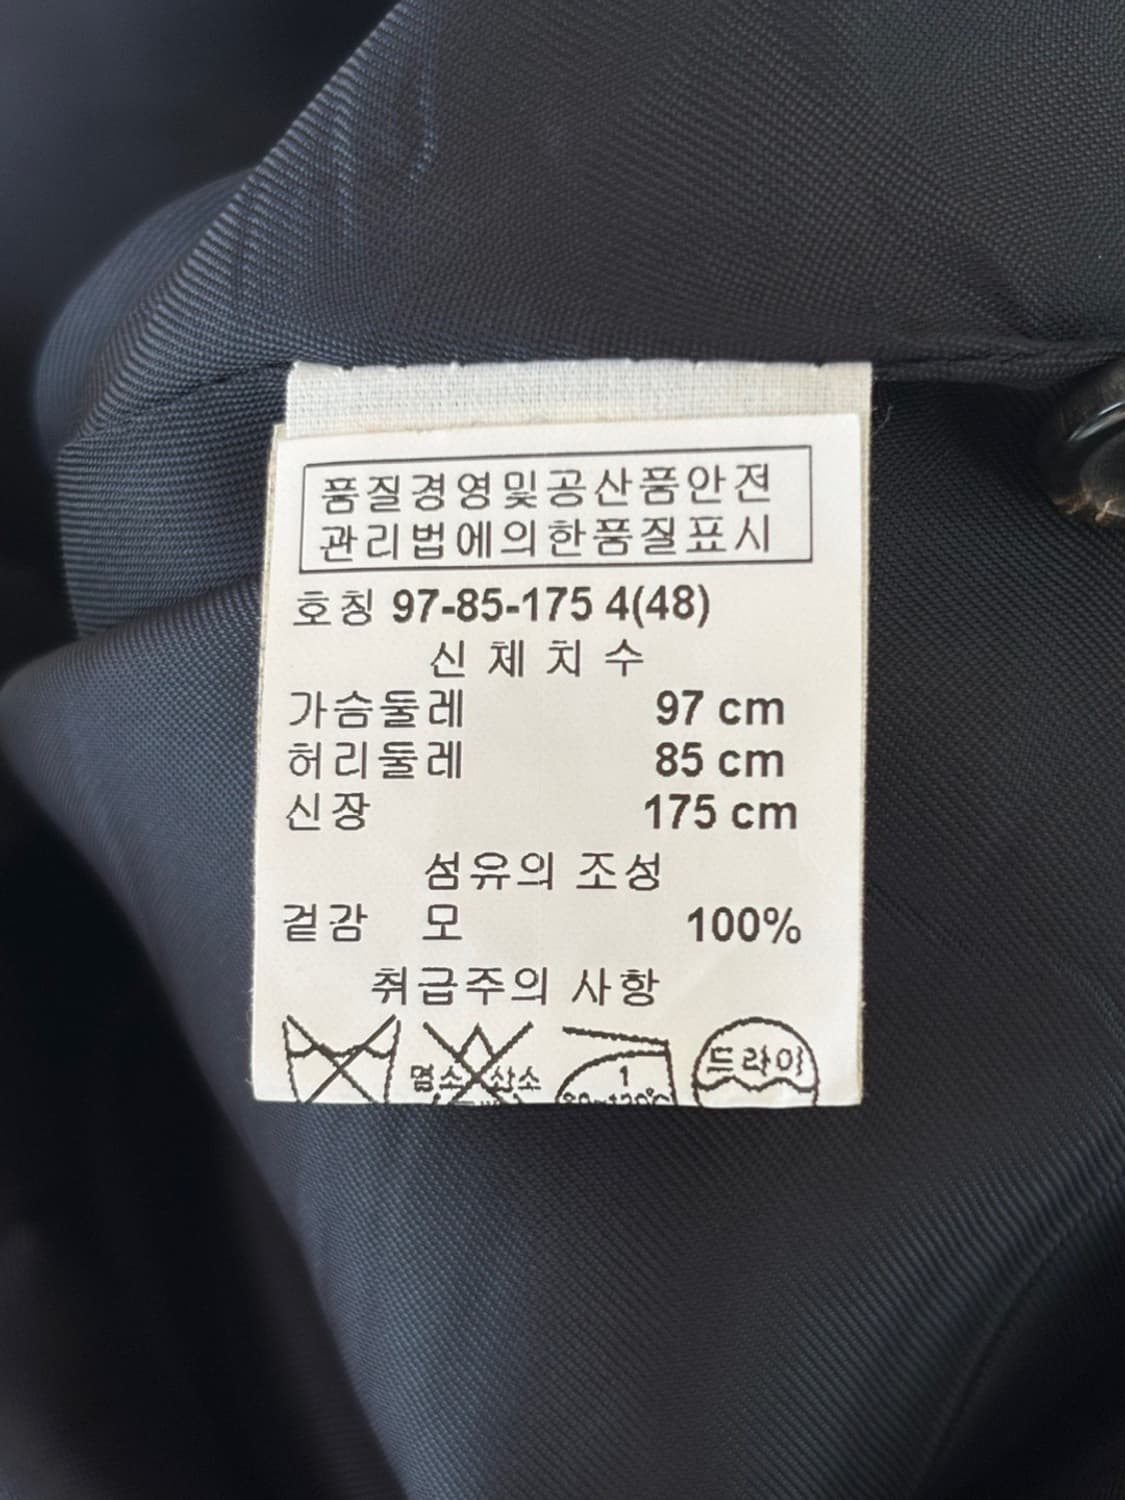 품질경영및공산품안전
관리법에의한품질표시
호칭 97-85-175 4(48)
신체치수
가슴둘레 97 cm
허리둘레 85 cm
신장 175 cm
섬유의 조성
겉감 모 100%
취급주의 사항
산소
1
80~120°C
드라이